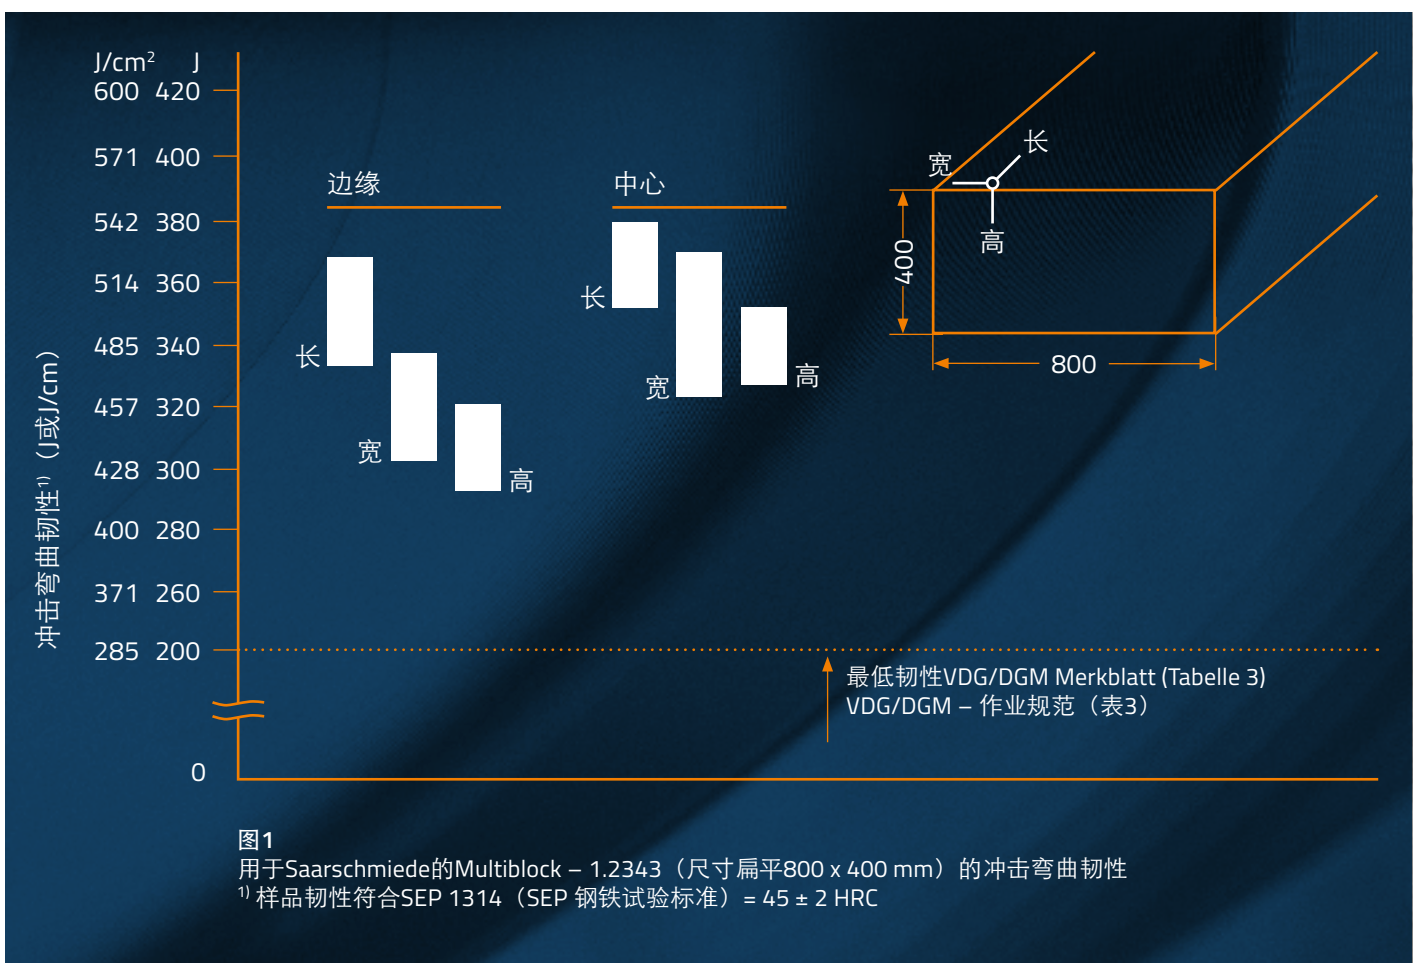 J/cm² J
600 420
571 400
542 380
514 360
485 340
457 320
428 300
400 280
371 260
285 200
0
冲击弯曲韧性¹⁾（J或J/cm）
边缘
长
宽
高
中心
长
宽
高
宽
长
高
400
800
最低韧性VDG/DGM Merkblatt (Tabelle 3)
VDG/DGM – 作业规范（表3）
图1
用于Saarschmiede的Multiblock – 1.2343（尺寸扁平800 x 400 mm）的冲击弯曲韧性
¹⁾ 样品韧性符合SEP 1314（SEP 钢铁试验标准）= 45 ± 2 HRC